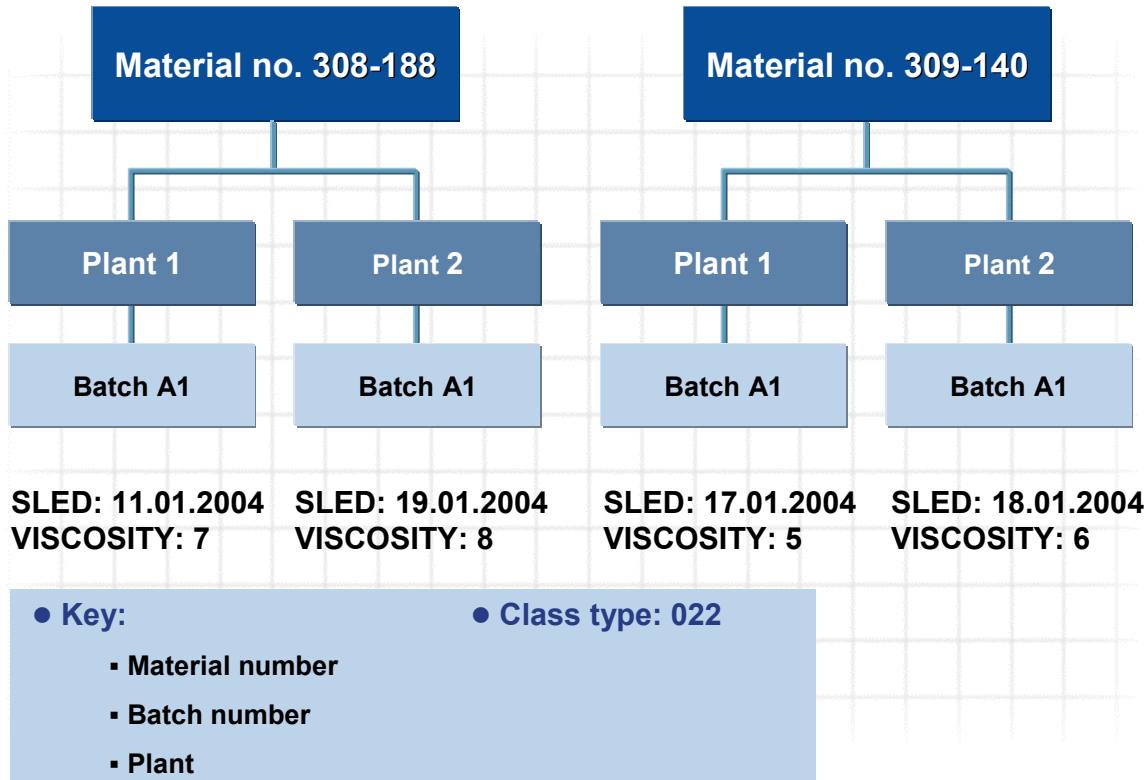 Material no. 308-188
Material no. 309-140
Plant 1
Plant 2
Plant 1
Plant 2
Batch A1
Batch A1
Batch A1
Batch A1
SLED: 11.01.2004
VISCOSITY: 7
SLED: 19.01.2004
VISCOSITY: 8
SLED: 17.01.2004
VISCOSITY: 5
SLED: 18.01.2004
VISCOSITY: 6
● Key:
▪ Material number
▪ Batch number
▪ Plant
● Class type: 022